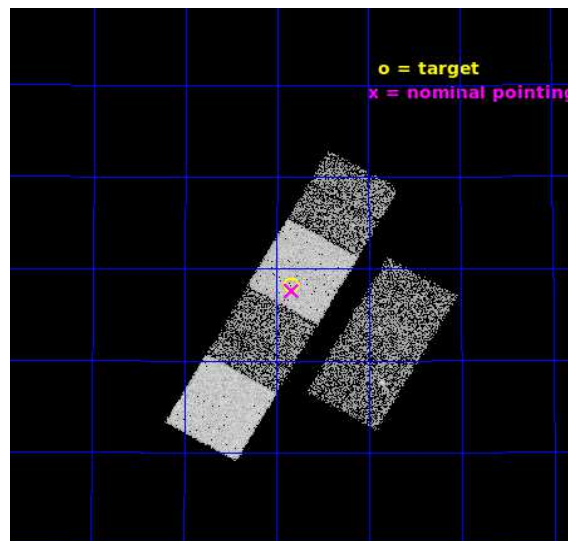 o = target
x = nominal pointing